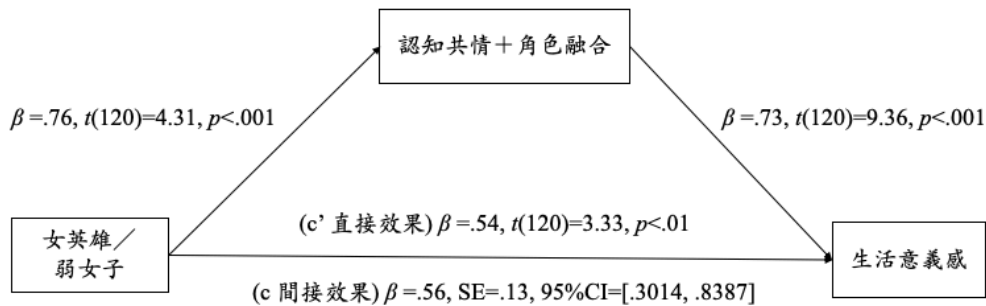 認知共情＋角色融合
β =.76, t(120)=4.31, p<.001
β =.73, t(120)=9.36, p<.001
女英雄／
弱女子
(c’ 直接效果) β =.54, t(120)=3.33, p<.01
(c 間接效果) β =.56, SE=.13, 95%CI=[.3014, .8387]
生活意義感